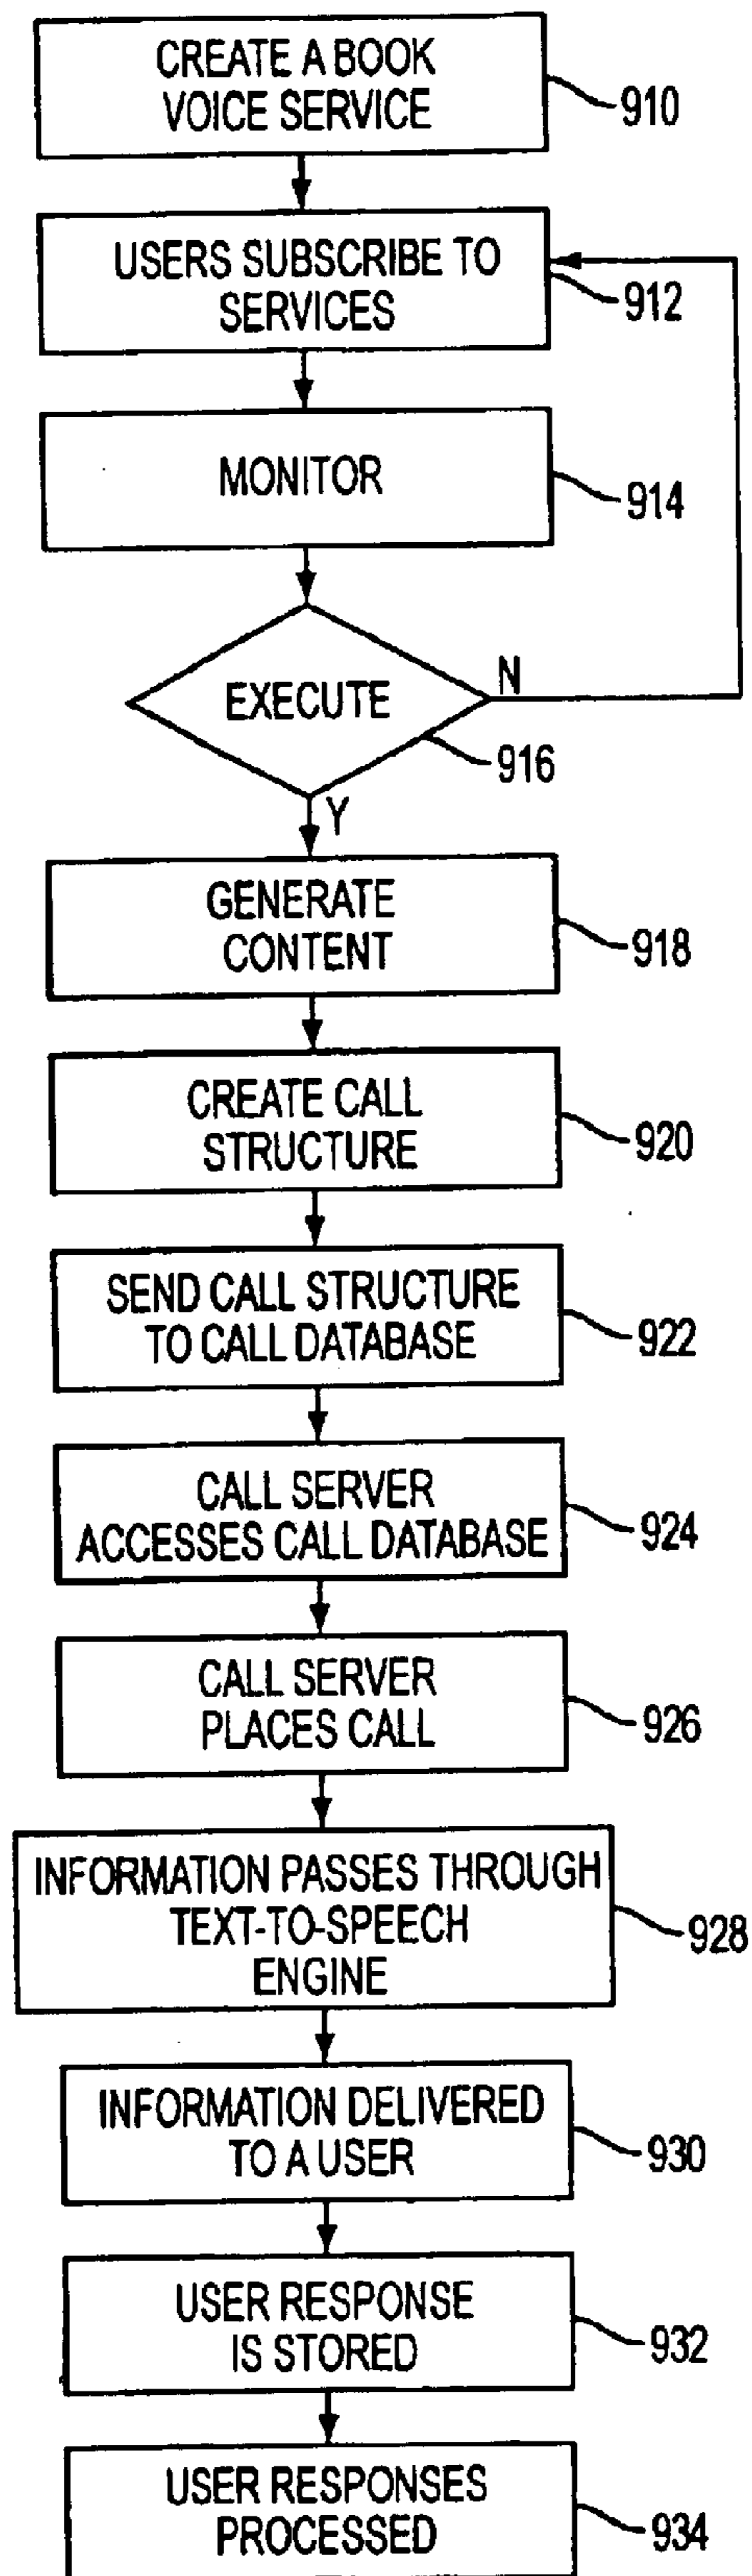 CREATE A BOOK
VOICE SERVICE
910
USERS SUBSCRIBE TO
SERVICES
912
MONITOR
914
EXECUTE
N
916
Y
GENERATE
CONTENT
918
CREATE CALL
STRUCTURE
920
SEND CALL STRUCTURE
TO CALL DATABASE
922
CALL SERVER
ACCESSES CALL DATABASE
924
CALL SERVER
PLACES CALL
926
INFORMATION PASSES THROUGH
TEXT-TO-SPEECH
ENGINE
928
INFORMATION DELIVERED
TO A USER
930
USER RESPONSE
IS STORED
932
USER RESPONSES
PROCESSED
934